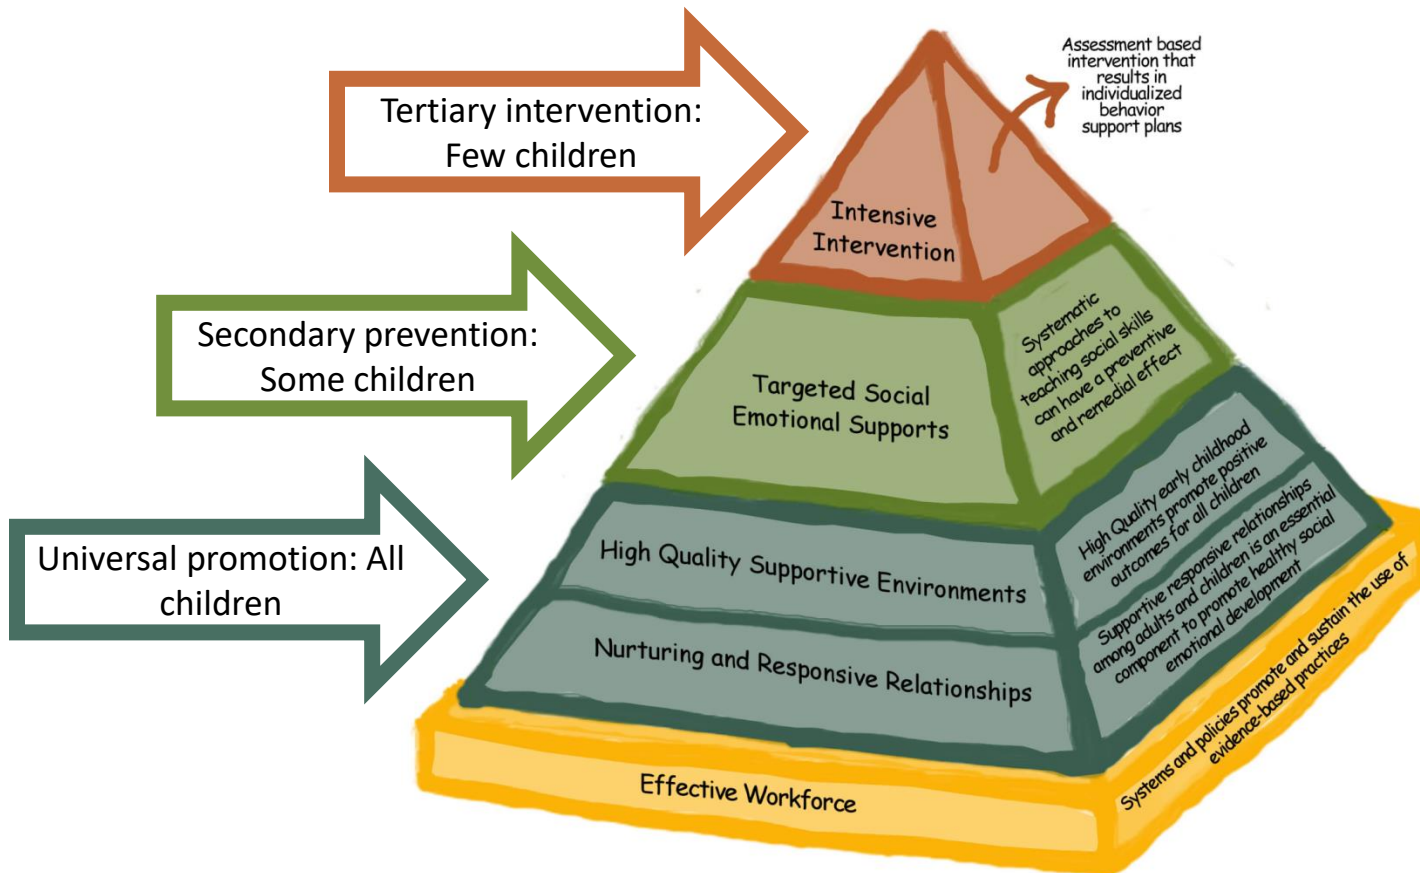 Assessment based
intervention that
results in
individualized
behavior
support plans
Tertiary intervention:
Few children
Intensive
Intervention
Secondary prevention:
Some children
Targeted Social
Emotional Supports
Systematic
approaches to
teaching social skills
can have a preventive
and remedial effect
Universal promotion: All
children
High Quality Supportive Environments
High Quality early childhood
environments promote positive
outcomes for all children
Nurturing and Responsive Relationships
Supportive responsive relationships
among adults and children is an essential
component to promote healthy social
emotional development
Effective Workforce
Systems and policies promote and sustain the use of
evidence-based practices